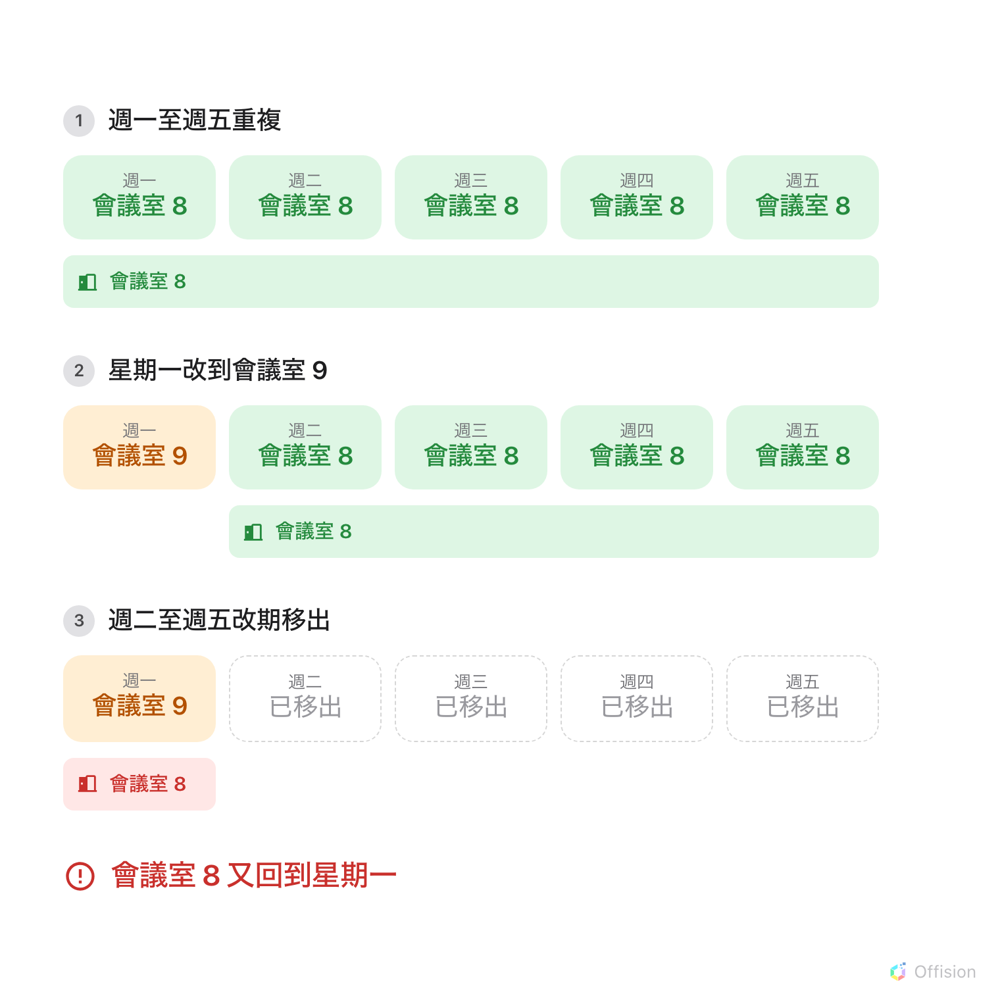 1 週一至週五重複
週一 週二 週三 週四 週五
會議室 8 會議室 8 會議室 8 會議室 8 會議室 8
會議室 8
2 星期一改到會議室 9
週一 週二 週三 週四 週五
會議室 9 會議室 8 會議室 8 會議室 8 會議室 8
會議室 8
3 週二至週五改期移出
週一 週二 週三 週四 週五
會議室 9 已移出 已移出 已移出 已移出
會議室 8
會議室 8 又回到星期一
Offision